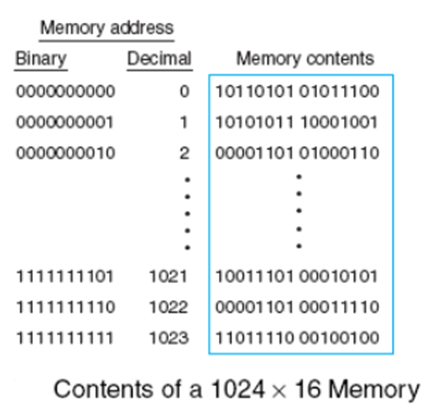 Memory address
Binary Decimal Memory contents
0000000000 0 10110101 01011100
0000000001 1 10101011 10001001
0000000010 2 00001101 01000110
1111111101 1021 10011101 00010101
1111111110 1022 00001101 00011110
1111111111 1023 11011110 00100100
Contents of a 1024 × 16 Memory